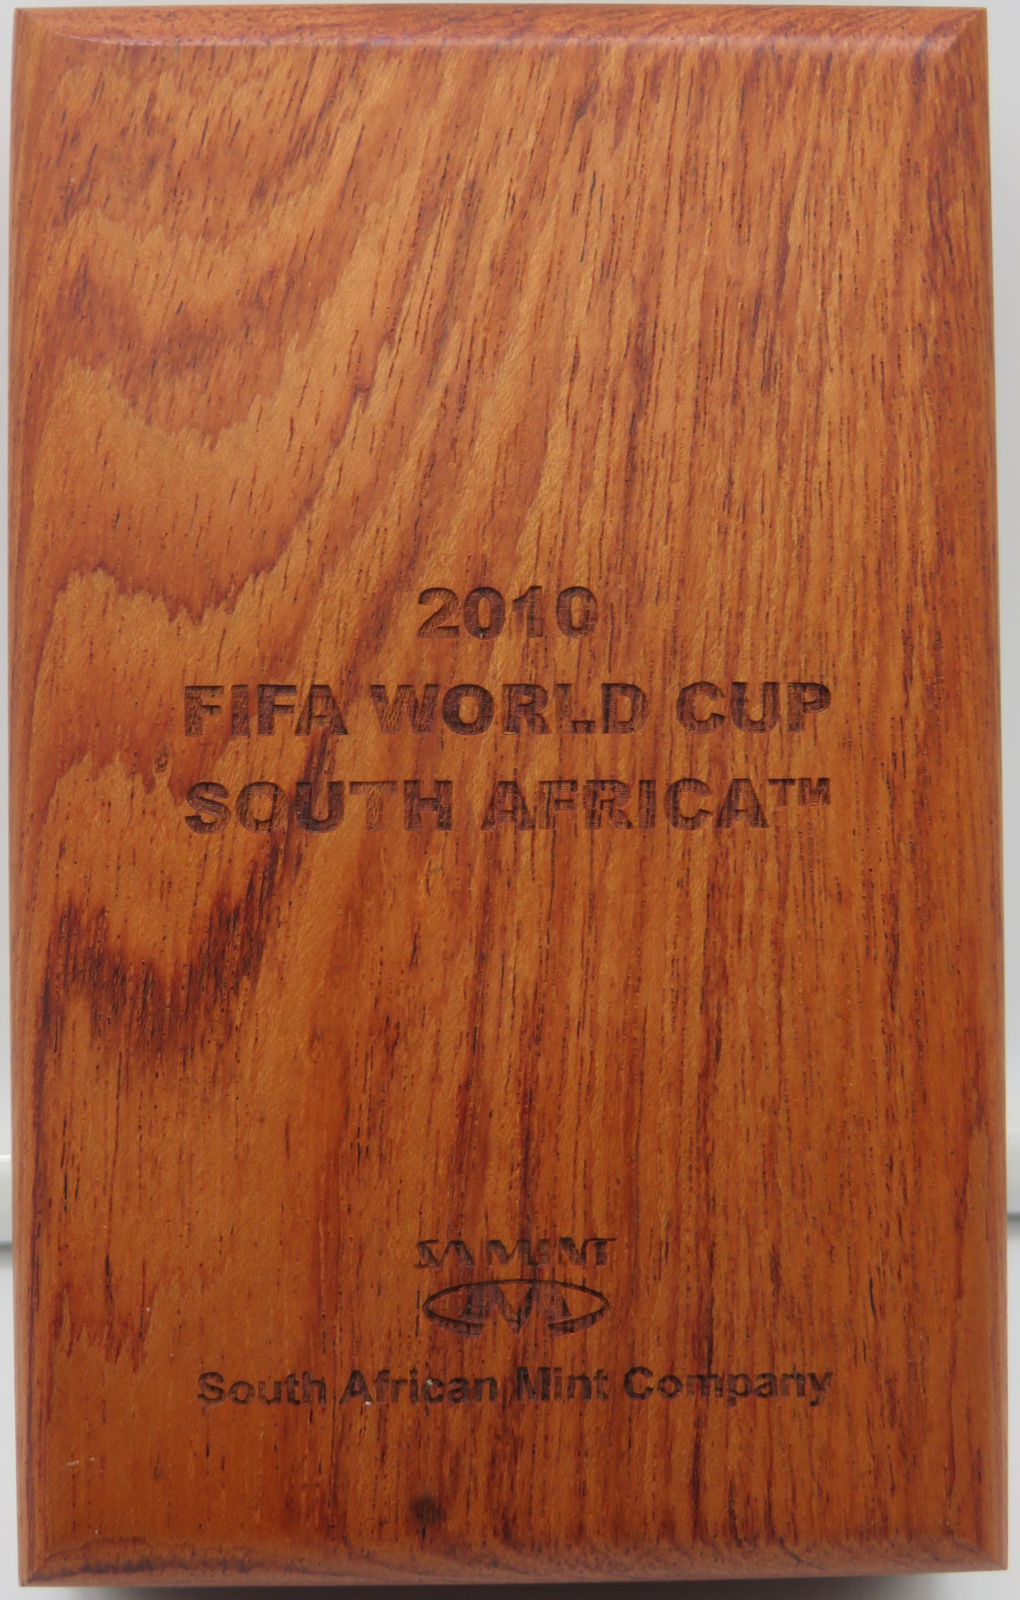 2010
FIFA WORLD CUP
SOUTH AFRICA™
SA MINT
South African Mint Company